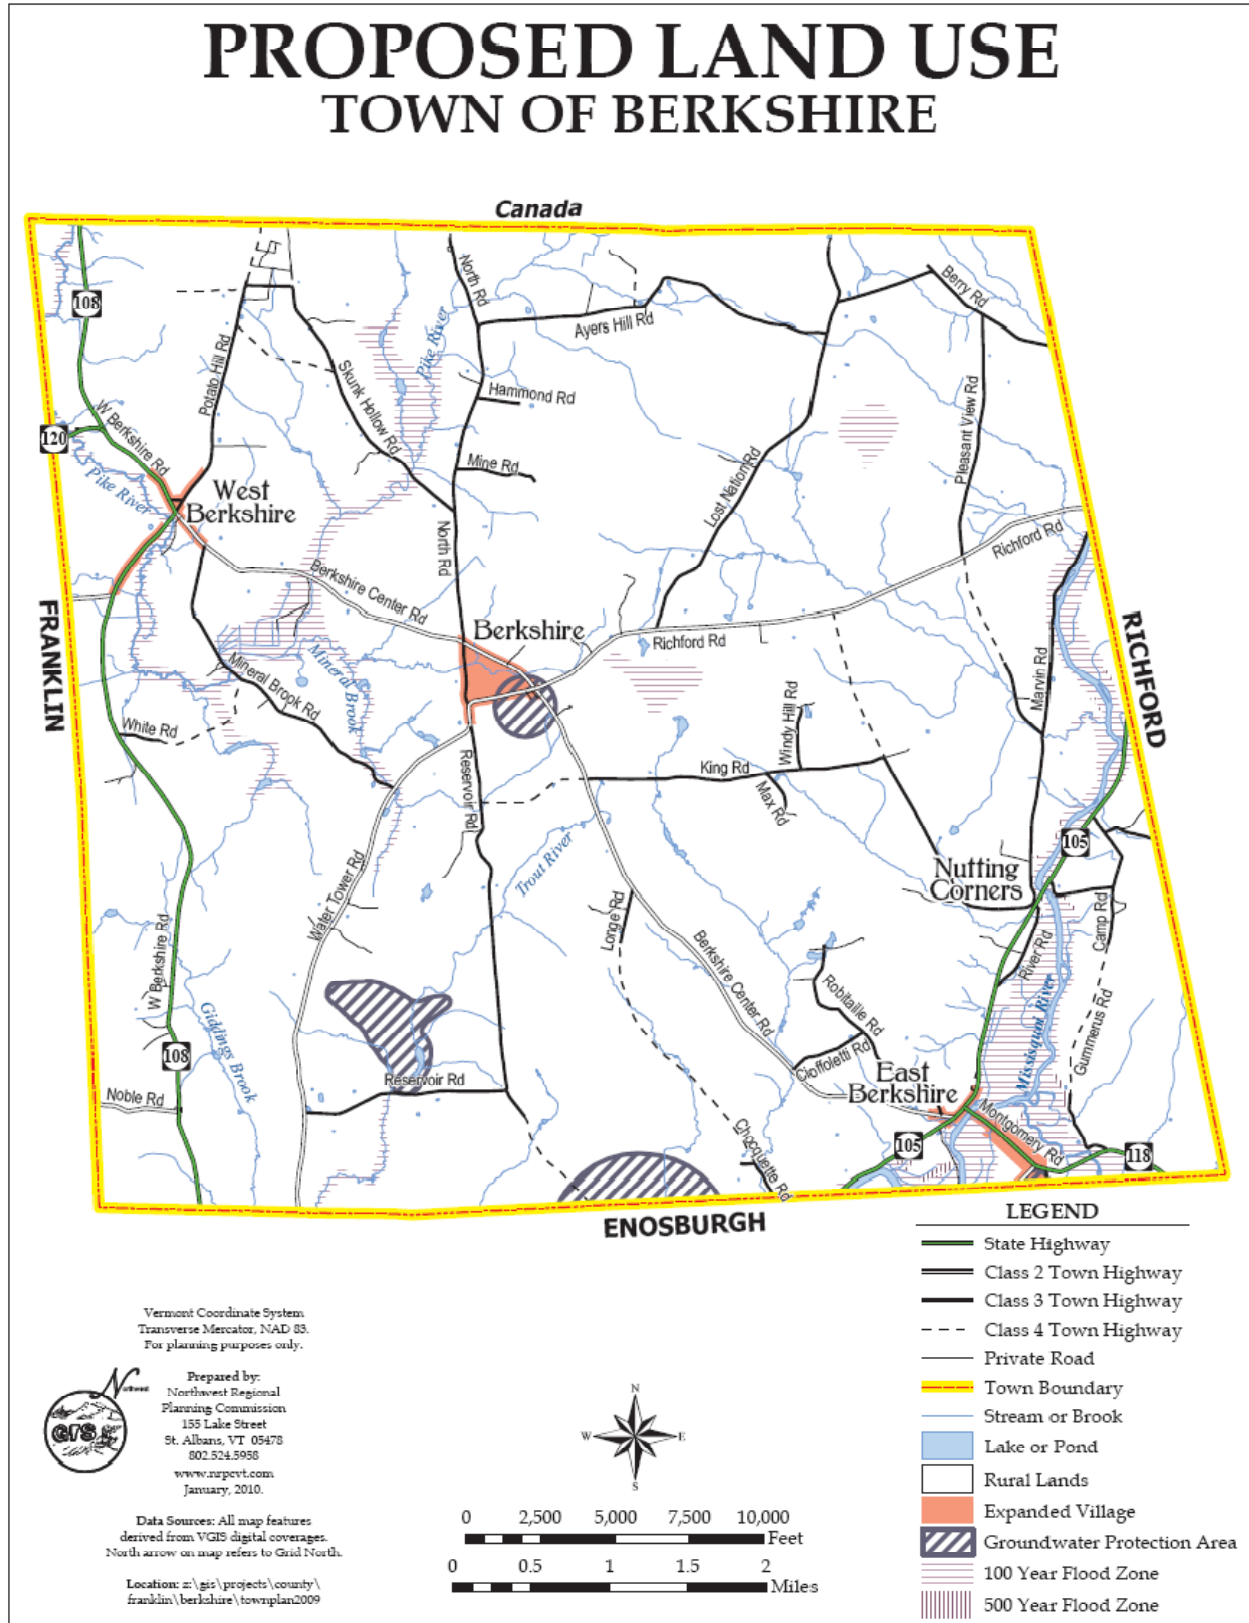 PROPOSED LAND USE
TOWN OF BERKSHIRE
Canada
108
North Rd
Berry Rd
Ayers Hill Rd
Pike River
Potato Hill Rd
Skunk Hollow Rd
Hammond Rd
Pleasant View Rd
W Berkshire Rd
120
Mine Rd
Lost Nation Rd
Pike River
West
Berkshire
North Rd
Richford Rd
Berkshire Center Rd
FRANKLIN
Berkshire
Richford Rd
RICHFORD
Mineral Brook
Mineral Brook Rd
Marvin Rd
White Rd
Windy Hill Rd
Reservoir Rd
King Rd
Max Rd
105
Trout River
Nutting
Corners
Water Tower Rd
Longe Rd
Camp Rd
W Berkshire Rd
Berkshire Center Rd
River Rd
Robitaille Rd
Missisquoi River
Gummerus Rd
Giddings Brook
108
Cioffoletti Rd
East
Berkshire
Reservoir Rd
Noble Rd
Montgomery Rd
Chocquette Rd
105
118
ENOSBURGH
LEGEND
State Highway
Class 2 Town Highway
Class 3 Town Highway
Class 4 Town Highway
Private Road
Town Boundary
Stream or Brook
Lake or Pond
Rural Lands
Expanded Village
Groundwater Protection Area
100 Year Flood Zone
500 Year Flood Zone
Vermont Coordinate System
Transverse Mercator, NAD 83.
For planning purposes only.
Northwest
GIS
Prepared by:
Northwest Regional
Planning Commission
155 Lake Street
St. Albans, VT 05478
802.524.5958
www.nrpcvt.com
January, 2010.
Data Sources: All map features
derived from VGIS digital coverages.
North arrow on map refers to Grid North.
Location: z:\gis\projects\county\
franklin\berkshire\townplan2009
N
W E
S
0 2,500 5,000 7,500 10,000
Feet
0 0.5 1 1.5 2
Miles